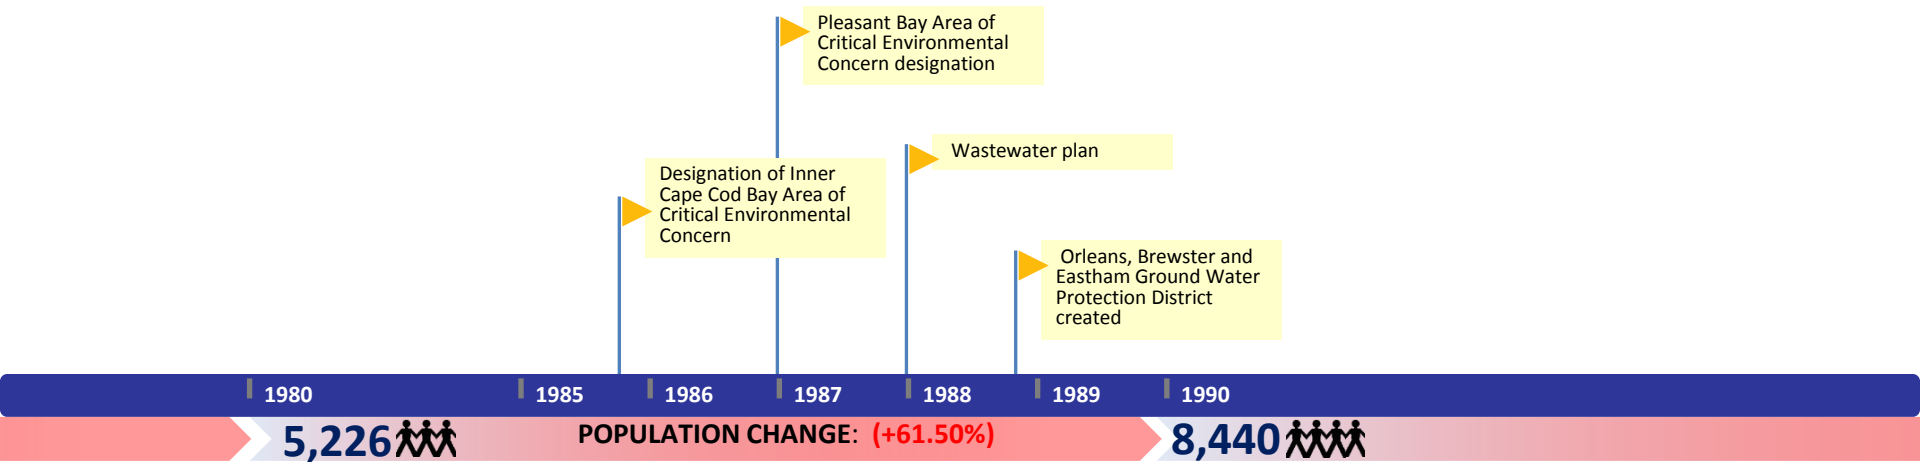 Pleasant Bay Area of
Critical Environmental
Concern designation
Wastewater plan
Designation of Inner
Cape Cod Bay Area of
Critical Environmental
Concern
Orleans, Brewster and
Eastham Ground Water
Protection District
created
1980
1985
1986
1987
1988
1989
1990
5,226
POPULATION CHANGE: (+61.50%)
8,440